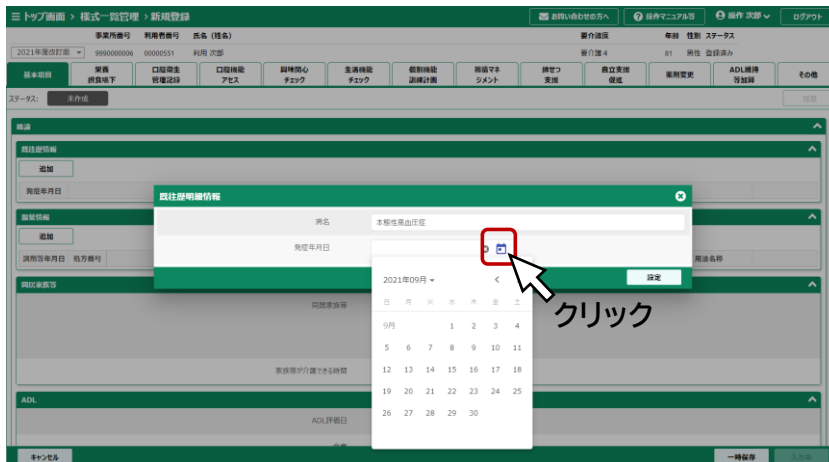 トップ画面 > 様式一覧管理 > 新規登録
お問い合わせの方へ
操作マニュアル等
操作 次郎
ログアウト
事業所番号 利用者番号 氏名 (姓名) 要介護度 年齢 性別 ステータス
2021年度改訂版 9990000006 00000551 利用 次郎 要介護4 81 男性 登録済み
基本項目
栄養
摂食嚥下
口腔衛生
管理記録
口腔機能
アセス
興味関心
チェック
生活機能
チェック
個別機能
訓練計画
褥瘡マネ
ジメント
排せつ
支援
自立支援
促進
薬剤変更
ADL維持
等加算
その他
ステータス: 未作成
総論
既往歴情報
追加
発症年月日
服薬情報
追加
調剤等年月日 処方番号
用法名称
同居家族等
同居家族等
家族等が介護できる時間
ADL
ADL評価日
既往歴明細情報
病名 本態性高血圧症
発症年月日
設定
2021年09月
日 月 火 水 木 金 土
9月 1 2 3 4
5 6 7 8 9 10 11
12 13 14 15 16 17 18
19 20 21 22 23 24 25
26 27 28 29 30
クリック
キャンセル
一時保存
入力中